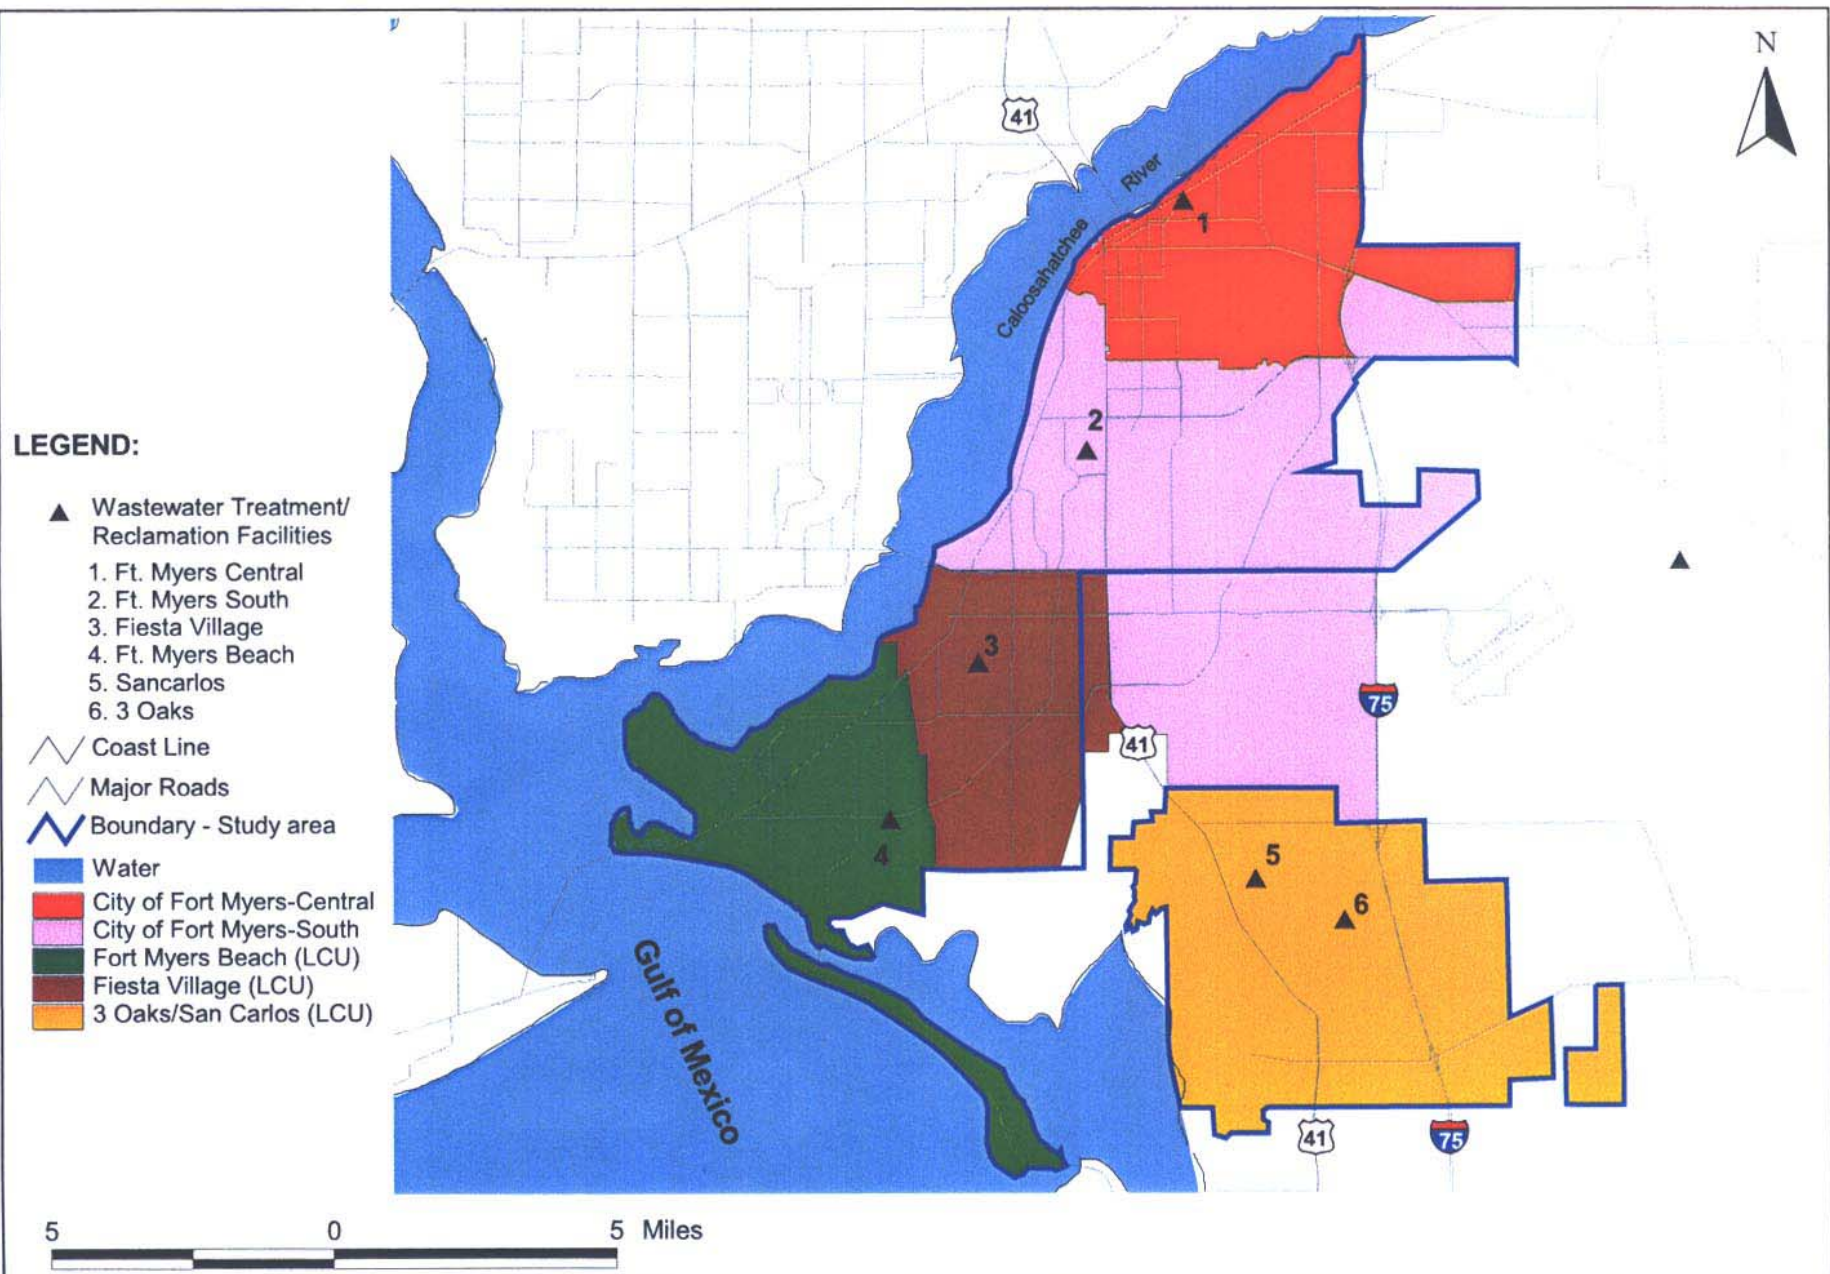 N
41
River
Caloosahatchee
1
2
3
4
5
6
75
41
41
75
Gulf of Mexico
LEGEND:
Wastewater Treatment/
Reclamation Facilities
1. Ft. Myers Central
2. Ft. Myers South
3. Fiesta Village
4. Ft. Myers Beach
5. Sancarlos
6. 3 Oaks
Coast Line
Major Roads
Boundary - Study area
Water
City of Fort Myers-Central
City of Fort Myers-South
Fort Myers Beach (LCU)
Fiesta Village (LCU)
3 Oaks/San Carlos (LCU)
5 0 5 Miles